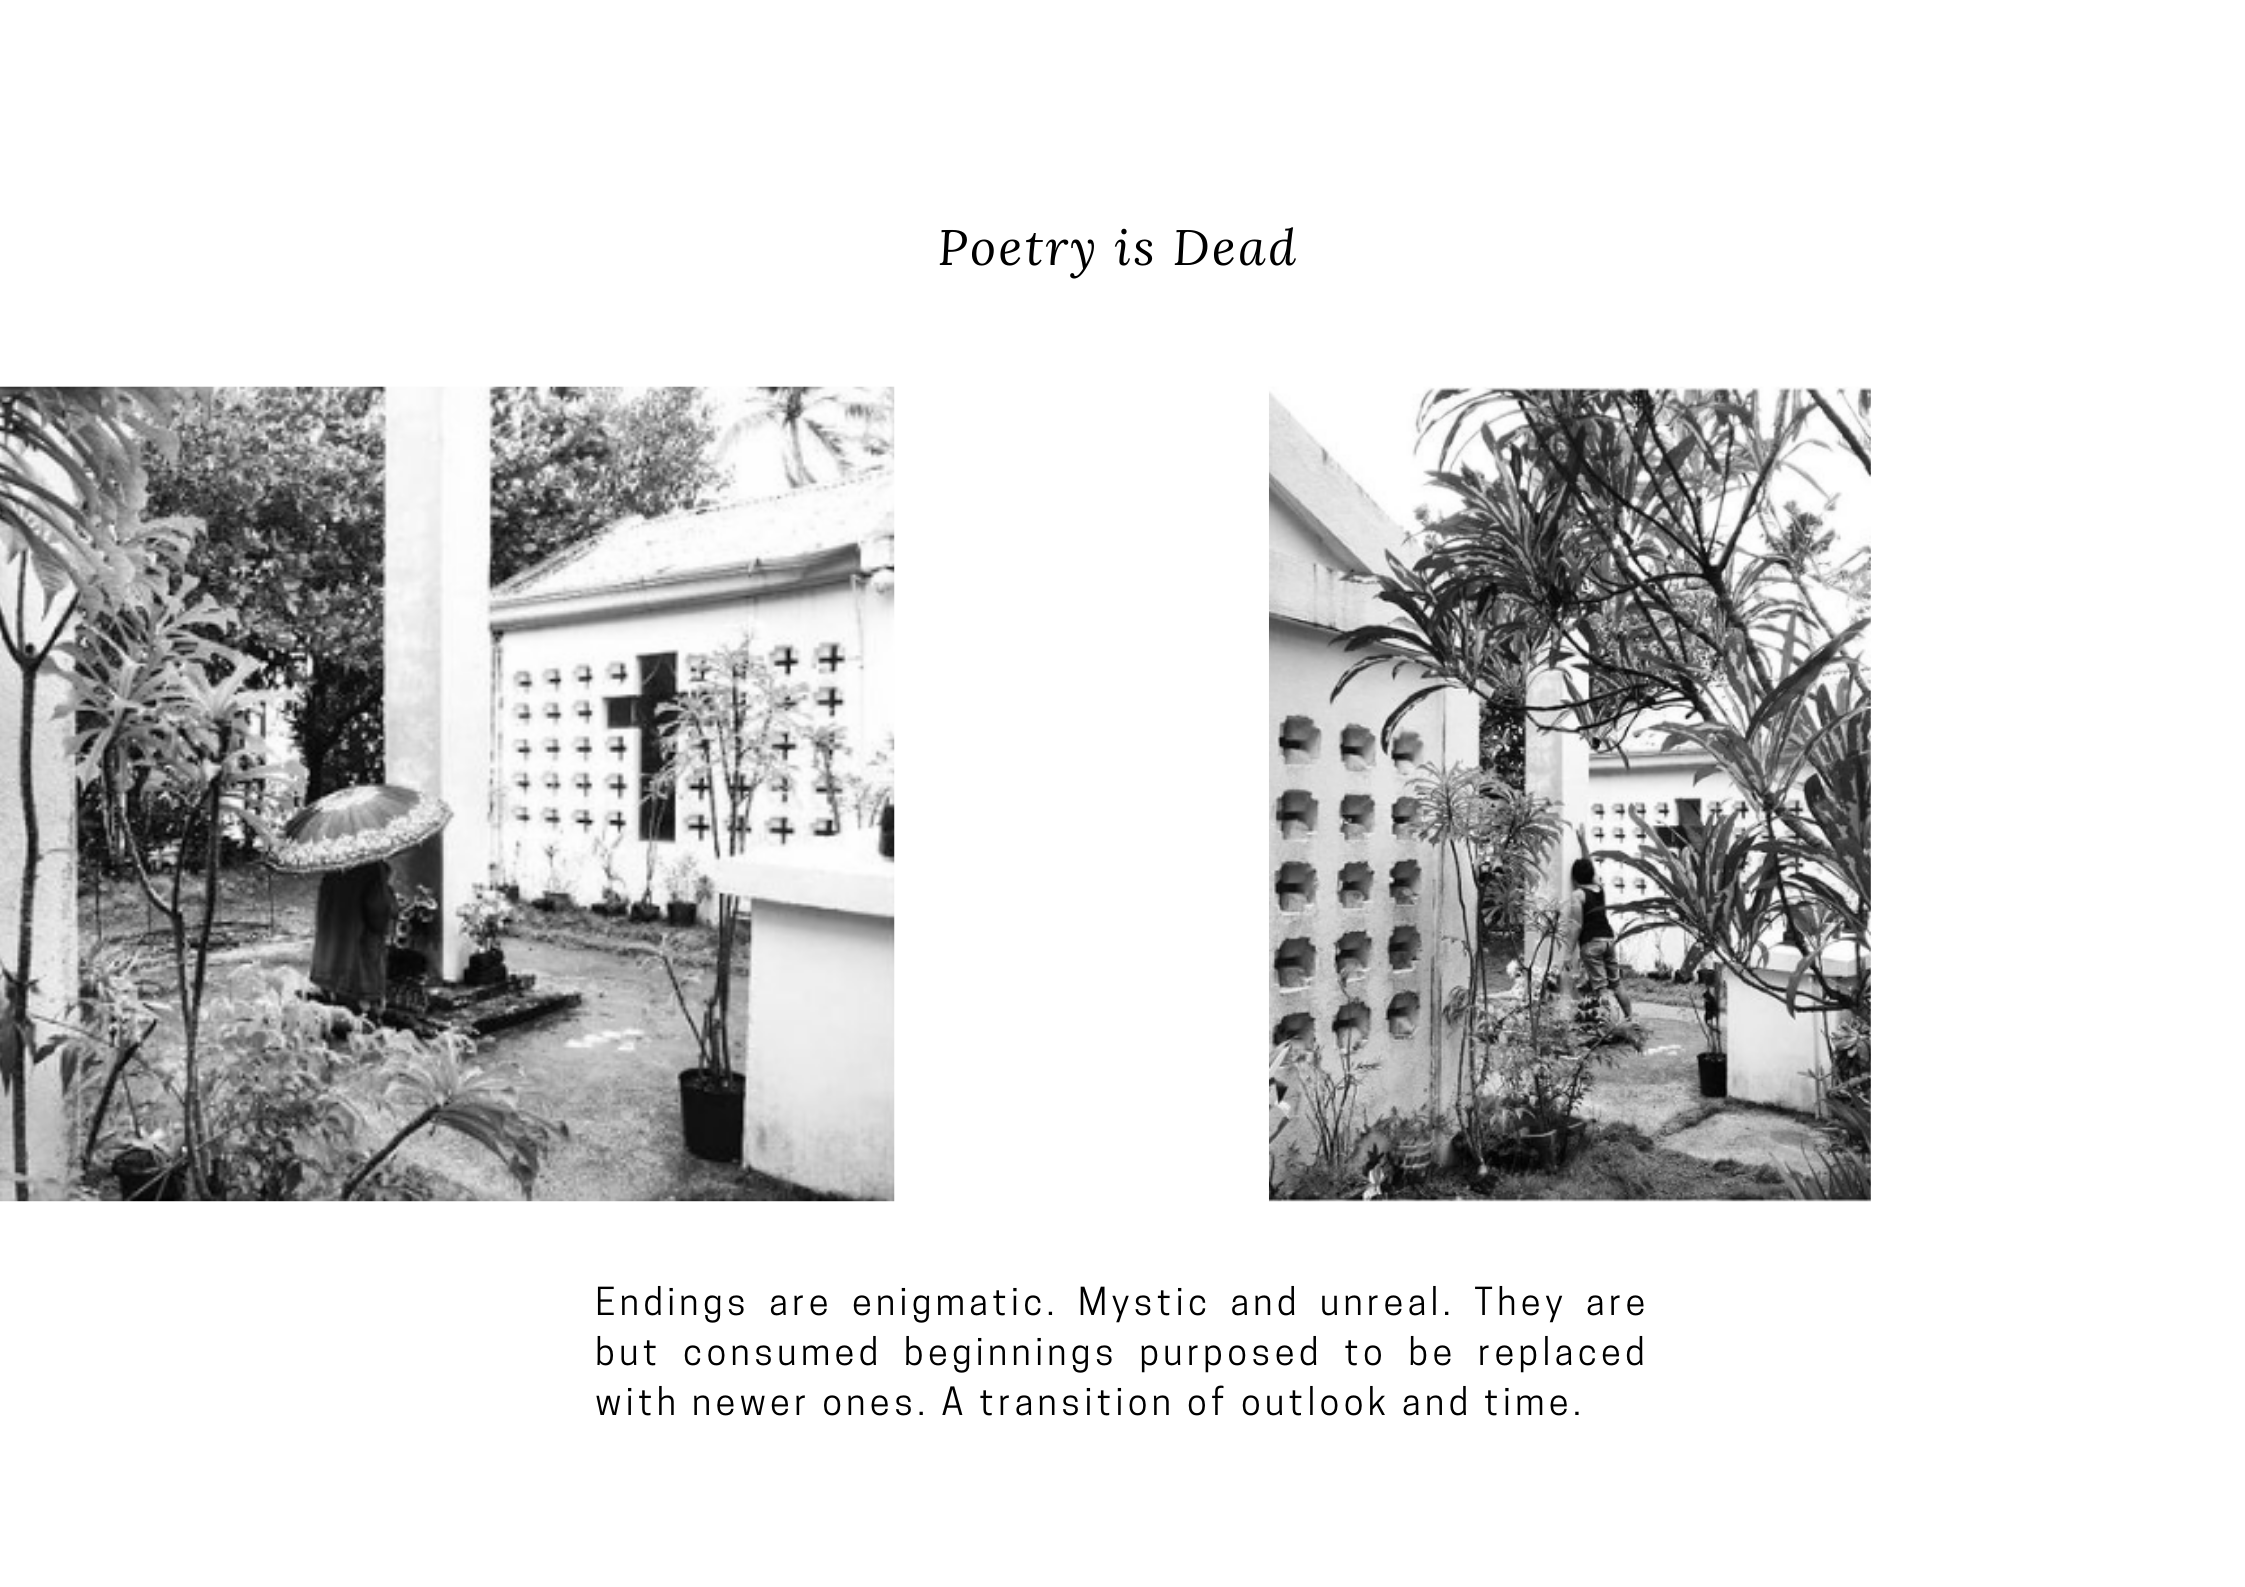 Poetry is Dead
Endings are enigmatic. Mystic and unreal. They are
but consumed beginnings purposed to be replaced
with newer ones. A transition of outlook and time.